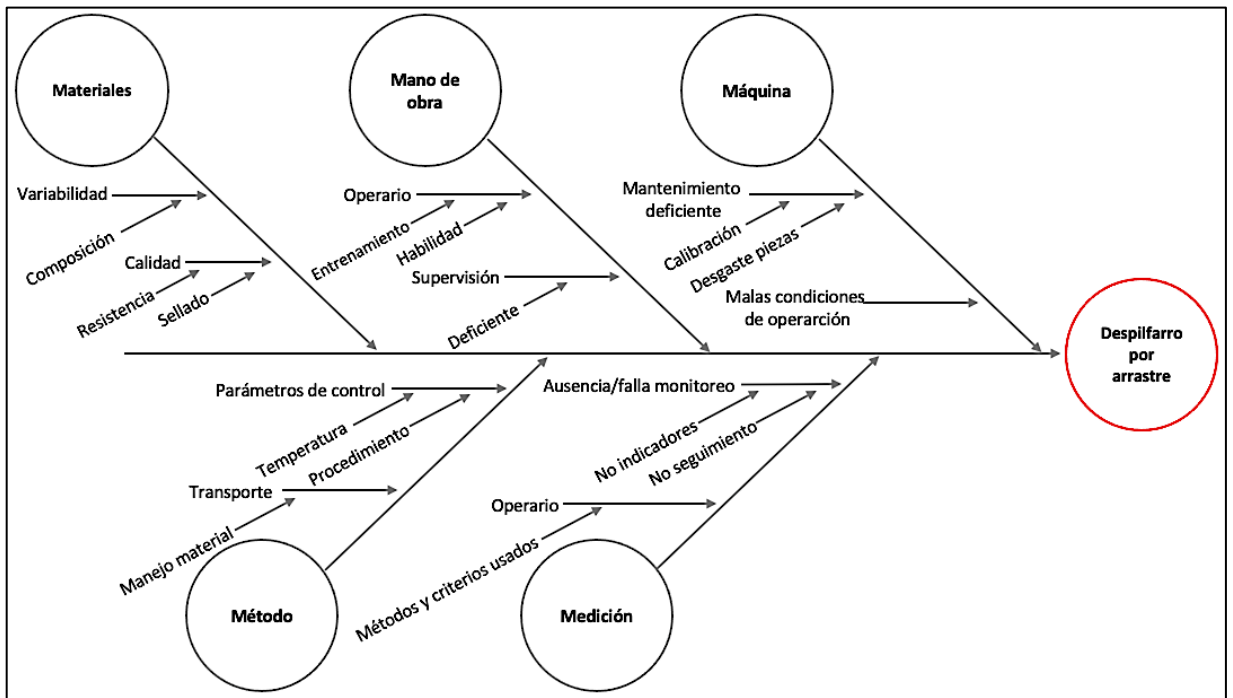 Materiales
Mano de
obra
Máquina
Variabilidad
Composición
Calidad
Resistencia
Sellado
Operario
Entrenamiento
Habilidad
Supervisión
Deficiente
Mantenimiento
deficiente
Calibración
Desgaste piezas
Malas condiciones
de operarción
Despilfarro
por
arrastre
Parámetros de control
Temperatura
Procedimiento
Transporte
Manejo material
Método
Ausencia/falla monitoreo
No indicadores
No seguimiento
Operario
Métodos y criterios usados
Medición